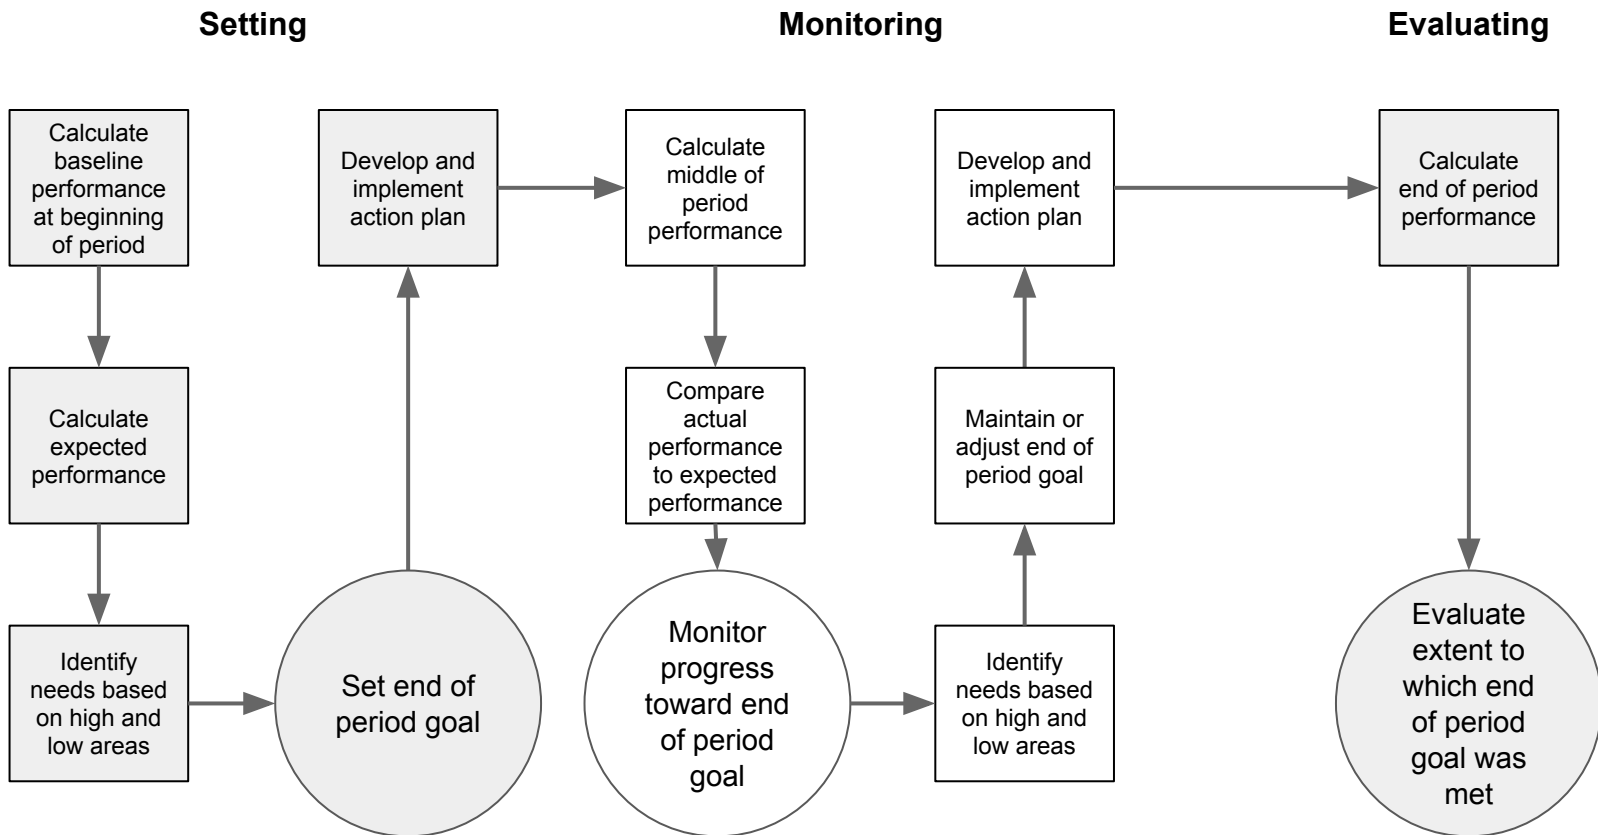 Setting
Monitoring
Evaluating
Calculate
baseline
performance
at beginning
of period
Calculate
expected
performance
Identify
needs based
on high and
low areas
Set end of
period goal
Develop and
implement
action plan
Calculate
middle of
period
performance
Compare
actual
performance
to expected
performance
Monitor
progress
toward end
of period
goal
Identify
needs based
on high and
low areas
Maintain or
adjust end of
period goal
Develop and
implement
action plan
Calculate
end of period
performance
Evaluate
extent to
which end
of period
goal was
met